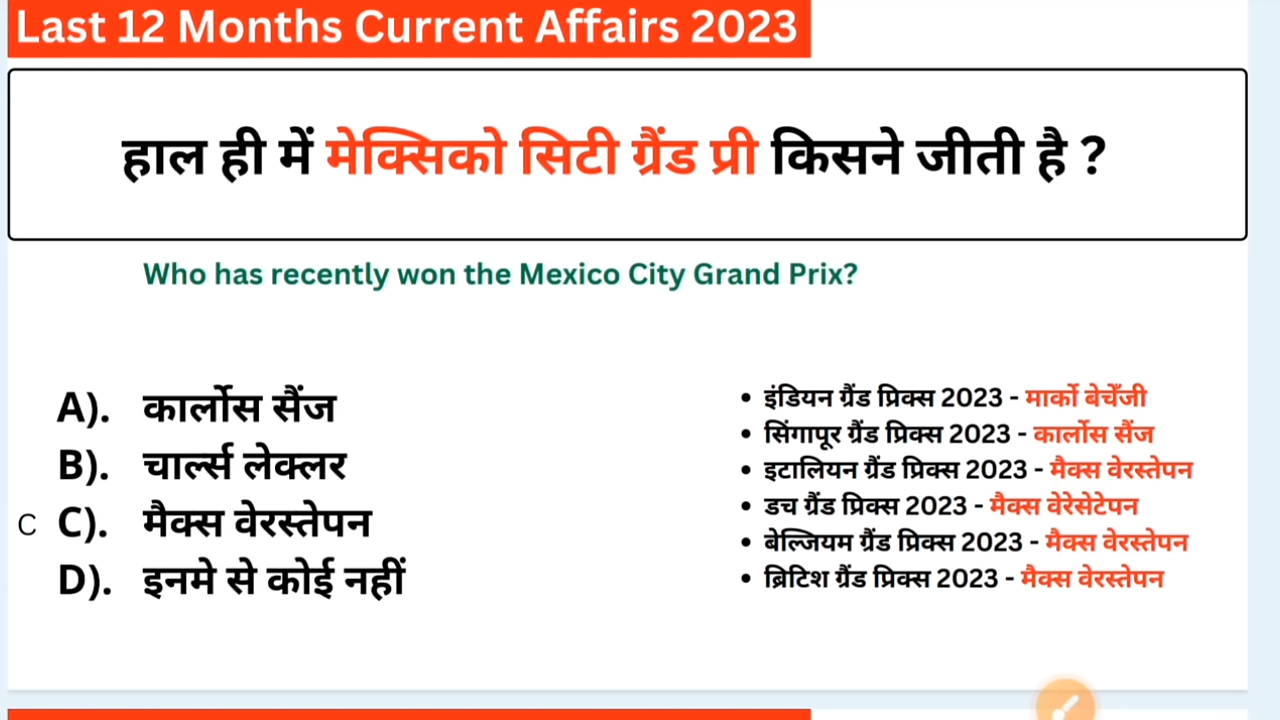 Last 12 Months Current Affairs 2023
हाल ही में मेक्सिको सिटी ग्रैंड प्री किसने जीती है ?
Who has recently won the Mexico City Grand Prix?
A). कार्लोस सैंज
B). चार्ल्स लेक्लर
C C). मैक्स वेरस्तेपन
D). इनमे से कोई नहीं
• इंडियन ग्रैंड प्रिक्स 2023 - मार्को बेचेँजी
• सिंगापूर ग्रैंड प्रिक्स 2023 - कार्लोस सैंज
• इटालियन ग्रैंड प्रिक्स 2023 - मैक्स वेरस्तेपन
• डच ग्रैंड प्रिक्स 2023 - मैक्स वेरेसेटेपन
• बेल्जियम ग्रैंड प्रिक्स 2023 - मैक्स वेरस्तेपन
• ब्रिटिश ग्रैंड प्रिक्स 2023 - मैक्स वेरस्तेपन